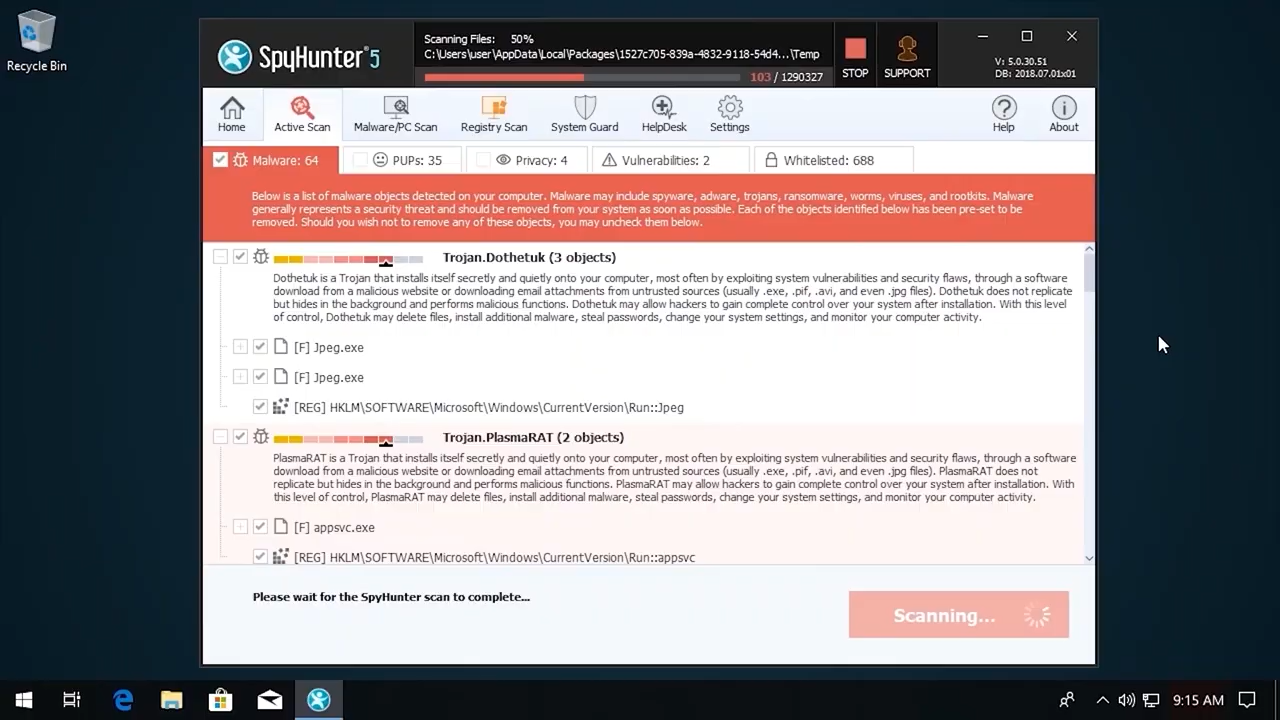 Recycle Bin
SpyHunter®5
Scanning Files: 50%
C:\Users\user\AppData\Local\Packages\1527c705-839a-4832-9118-54d4...\Temp
103 / 1290327
STOP
SUPPORT
V: 5.0.30.51
DB: 2018.07.01x01
Home
Active Scan
Malware/PC Scan
Registry Scan
System Guard
HelpDesk
Settings
Help
About
Malware: 64
PUPs: 35
Privacy: 4
Vulnerabilities: 2
Whitelisted: 688
Below is a list of malware objects detected on your computer. Malware may include spyware, adware, trojans, ransomware, worms, viruses, and rootkits. Malware
generally represents a security threat and should be removed from your system as soon as possible. Each of the objects identified below has been pre-set to be
removed. Should you wish not to remove any of these objects, you may uncheck them below.
Trojan.Dothetuk (3 objects)
Dothetuk is a Trojan that installs itself secretly and quietly onto your computer, most often by exploiting system vulnerabilities and security flaws, through a software
download from a malicious website or downloading email attachments from untrusted sources (usually .exe, .pif, .avi, and even .jpg files). Dothetuk does not replicate
but hides in the background and performs malicious functions. Dothetuk may allow hackers to gain complete control over your system after installation. With this level
of control, Dothetuk may delete files, install additional malware, steal passwords, change your system settings, and monitor your computer activity.
[F] Jpeg.exe
[F] Jpeg.exe
[REG] HKLM\SOFTWARE\Microsoft\Windows\CurrentVersion\Run::Jpeg
Trojan.PlasmaRAT (2 objects)
PlasmaRAT is a Trojan that installs itself secretly and quietly onto your computer, most often by exploiting system vulnerabilities and security flaws, through a software
download from a malicious website or downloading email attachments from untrusted sources (usually .exe, .pif, .avi, and even .jpg files). PlasmaRAT does not
replicate but hides in the background and performs malicious functions. PlasmaRAT may allow hackers to gain complete control over your system after installation. With
this level of control, PlasmaRAT may delete files, install additional malware, steal passwords, change your system settings, and monitor your computer activity.
[F] appsvc.exe
[REG] HKLM\SOFTWARE\Microsoft\Windows\CurrentVersion\Run::appsvc
Please wait for the SpyHunter scan to complete...
Scanning...
9:15 AM